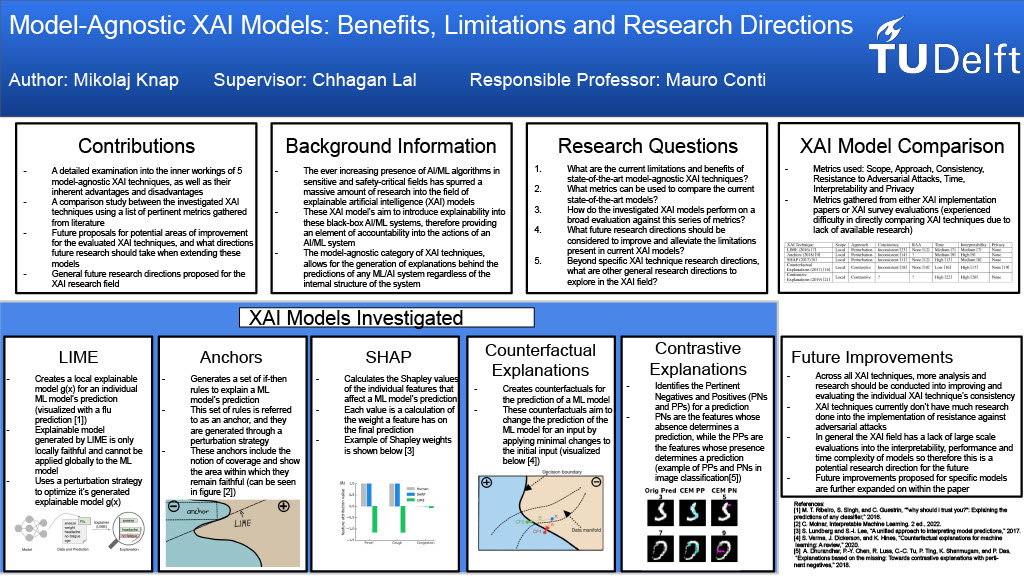 Model-Agnostic XAI Models: Benefits, Limitations and Research Directions
Author: Mikolaj Knap Supervisor: Chhagan Lal Responsible Professor: Mauro Conti
TUDelft
Contributions
- A detailed examination into the inner workings of 5
model-agnostic XAI techniques, as well as their
inherent advantages and disadvantages
- A comparison study between the investigated XAI
techniques using a list of pertinent metrics gathered
from literature
- Future proposals for potential areas of improvement
for the evaluated XAI techniques, and what directions
future research should take when extending these
models
- General future research directions proposed for the
XAI research field
Background Information
- The ever increasing presence of AI/ML algorithms in
sensitive and safety-critical fields has spurred a
massive amount of research into the field of
explainable artificial intelligence (XAI) models
- These XAI model's aim to introduce explainability into
these black-box AI/ML systems, therefore providing
an element of accountability into the actions of an
AI/ML system
- The model-agnostic category of XAI techniques,
allows for the generation of explanations behind the
predictions of any ML/AI system regardless of the
internal structure of the system
Research Questions
1. What are the current limitations and benefits of
state-of-the-art model-agnostic XAI techniques?
2. What metrics can be used to compare the current
state-of-art models?
3. How do the investigated XAI models perform on a
broad evaluation against this series of metrics?
4. What future research directions should be
considered to improve and alleviate the limitations
present in current XAI models?
5. Beyond specific XAI technique research directions,
what are other general research directions to
explore in the XAI field?
XAI Model Comparison
- Metrics used: Scope, Approach, Consistency,
Resistance to Adversarial Attacks, Time,
Interpretability and Privacy
- Metrics gathered from either XAI implementation
papers or XAI survey evaluations (experienced
difficulty in directly comparing XAI techniques due to
lack of available research)
XAI Technique Scope Approach Consistency RAA Time Interpretability Privacy
LIME Local Perturbation Inconsistent None Medium Medium None
Anchors Local Perturbation Inconsistent ? Medium High None
SHAP Local Perturbation Inconsistent None High Medium None
Counterfactual
Explanations Local Contrastive Inconsistent None Low High None
Contrastive
Explanations Local Contrastive ? ? High High None
XAI Models Investigated
LIME
- Creates a local explainable
model g(x) for an individual
ML model's prediction
(visualized with a flu
prediction [1])
- Explainable model
generated by LIME is only
locally faithful and cannot be
applied globally to the ML
model
- Uses a perturbation strategy
to optimize it's generated
explainable model g(x)
Model
Data and Prediction
Explainer
(LIME)
Explanation
sneeze
weight
headache
no fatigue
age
Flu
sneeze
headache
no fatigue
Anchors
- Generates a set of if-then
rules to explain a ML
model's prediction
- This set of rules is referred
to as an anchor, and they
are generated through a
perturbation strategy
- These anchors include the
notion of coverage and show
the area within which they
remain faithful (can be seen
in figure [2])
anchor
LIME
SHAP
- Calculates the Shapley values
of the individual features that
affect a ML model's prediction
- Each value is a calculation of
the weight a feature has on
the final prediction
- Example of Shapley weights
is shown below [3]
(A)
Human
SHAP
LIME
Fever
Cough
Congestion
Counterfactual
Explanations
- Creates counterfactuals for
the prediction of a ML model
- These counterfactuals aim to
change the prediction of the
ML model for an input by
applying minimal changes to
the initial input (visualized
below [4])
Decision boundary
Data manifold
Contrastive
Explanations
- Identifies the Pertinent
Negatives and Positives (PNs
and PPs) for a prediction
- PNs are the features whose
absence determines a
prediction, while the PPs are
the features whose presence
determines a prediction
(example of PPs and PNs in
image classification[5])
Orig Pred CEM PP CEM PN
3 3 5
0 0 9
Future Improvements
- Across all XAI techniques, more analysis and
research should be conducted into improving and
evaluating the individual XAI technique's consistency
- XAI techniques currently don't have much research
done into the implementation of resistance against
adversarial attacks
- In general the XAI field has a lack of large scale
evaluations into the interpretability, performance and
time complexity of models so therefore this is a
potential research direction for the future
- Future improvements proposed for specific models
are further expanded on within the paper
References:
[1] M. T. Ribeiro, S. Singh, and C. Guestrin, "“why should i trust you?”: Explaining the
predictions of any classifier," 2016.
[2] C. Molnar, Interpretable Machine Learning. 2 ed., 2022.
[3] S. Lundberg and S.-I. Lee, "A unified approach to interpreting model predictions," 2017.
[4] S. Verma, J. Dickerson, and K. Hines, "Counterfactual explanations for machine
learning: A review," 2020.
[5] A. Dhurandhar, P.-Y. Chen, R. Luss, C.-C. Tu, P. Ting, K. Shanmugam, and P. Das,
"Explanations based on the missing: Towards contrastive explanations with perti-
nent negatives," 2018.